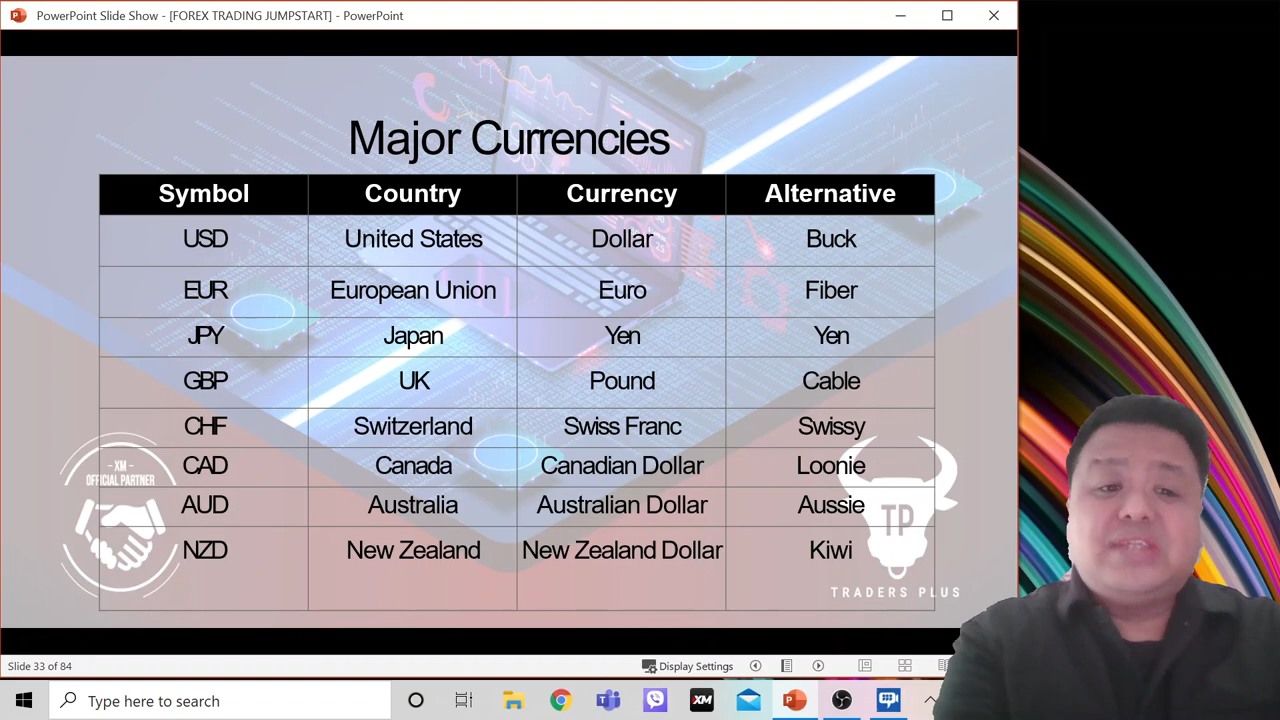 PowerPoint Slide Show - [FOREX TRADING JUMPSTART] - PowerPoint
Major Currencies
Symbol Country Currency Alternative
USD United States Dollar Buck
EUR European Union Euro Fiber
JPY Japan Yen Yen
GBP UK Pound Cable
CHF Switzerland Swiss Franc Swissy
CAD Canada Canadian Dollar Loonie
AUD Australia Australian Dollar Aussie
NZD New Zealand New Zealand Dollar Kiwi
- XM -
OFFICIAL PARTNER
TP
TRADERS PLUS
Slide 33 of 84
Display Settings
Type here to search
XM